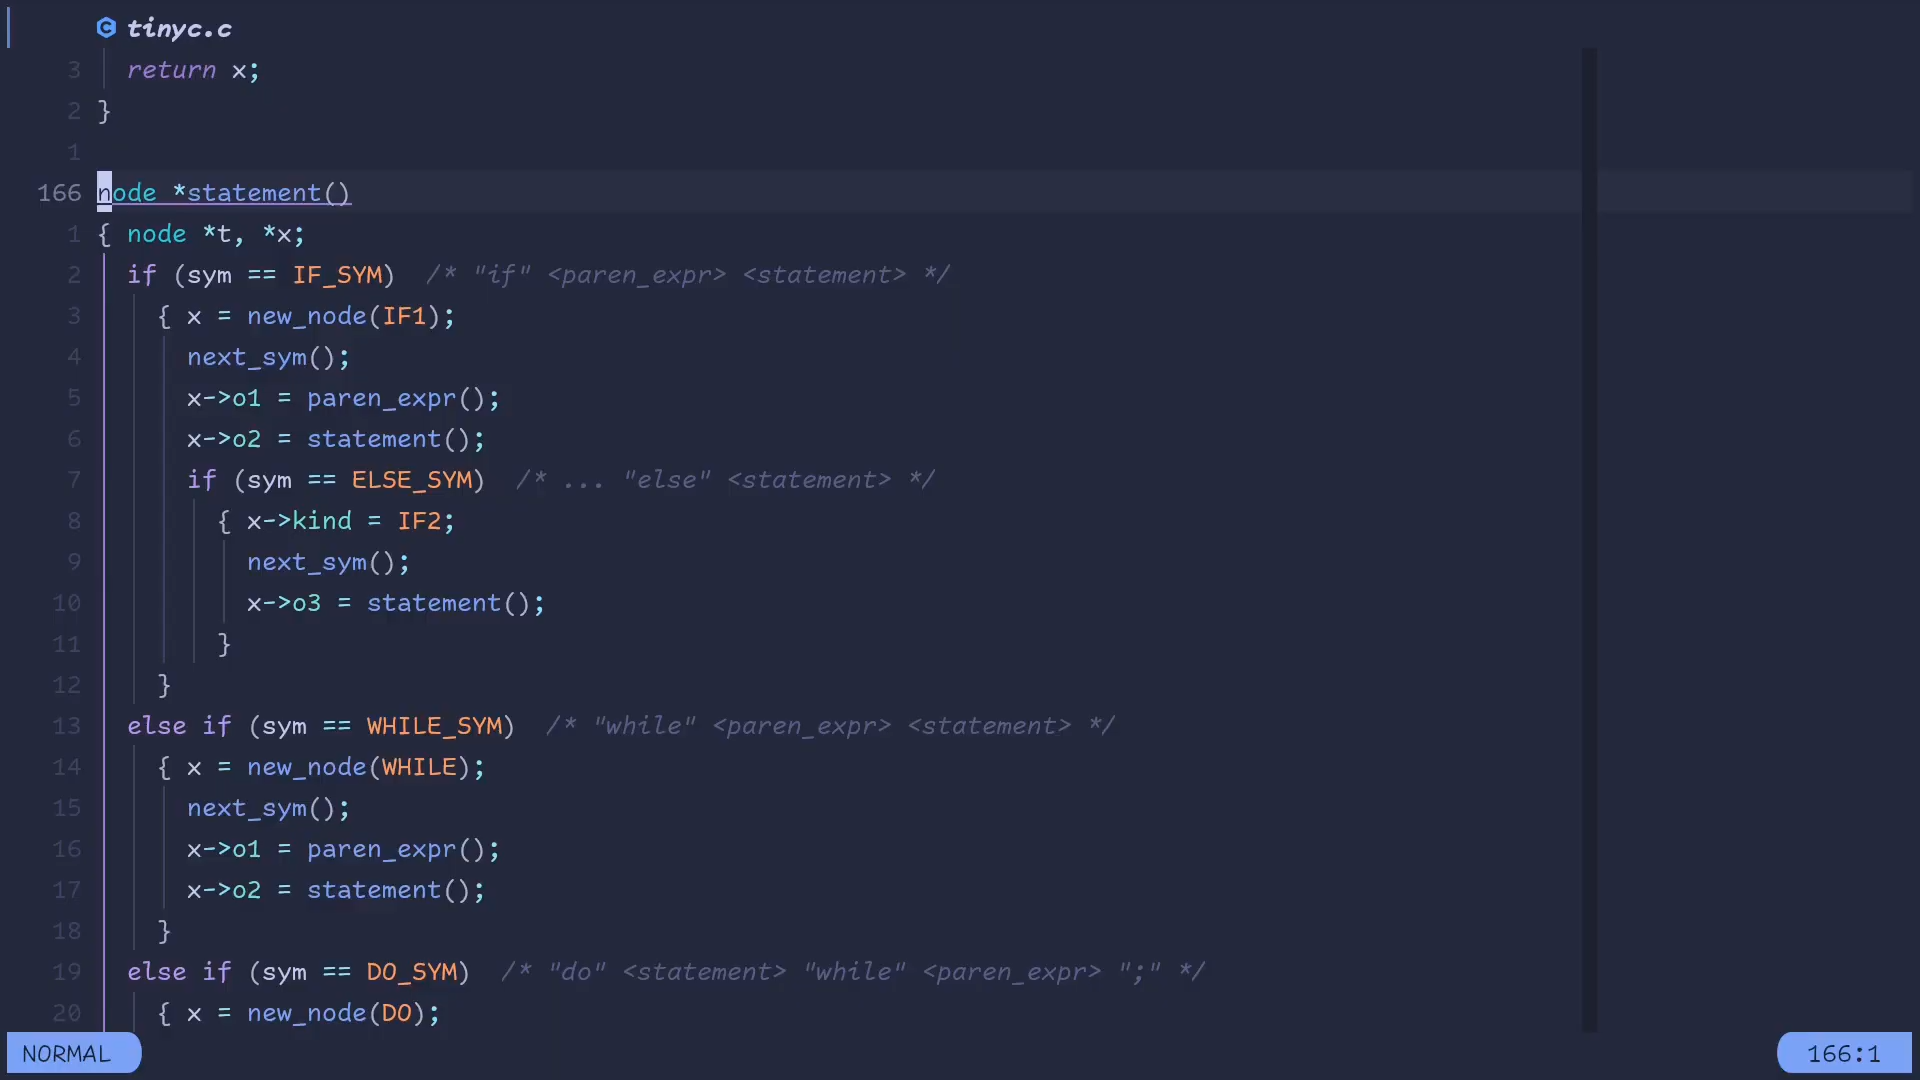 tinyc.c
3 return x;
2 }
1
166 node *statement()
1 { node *t, *x;
2 if (sym == IF_SYM)  /* "if" <paren_expr> <statement> */
3 { x = new_node(IF1);
4 next_sym();
5 x->o1 = paren_expr();
6 x->o2 = statement();
7 if (sym == ELSE_SYM)  /* ... "else" <statement> */
8 { x->kind = IF2;
9 next_sym();
10 x->o3 = statement();
11 }
12 }
13 else if (sym == WHILE_SYM)  /* "while" <paren_expr> <statement> */
14 { x = new_node(WHILE);
15 next_sym();
16 x->o1 = paren_expr();
17 x->o2 = statement();
18 }
19 else if (sym == DO_SYM)  /* "do" <statement> "while" <paren_expr> ";" */
20 { x = new_node(DO);
NORMAL 166:1